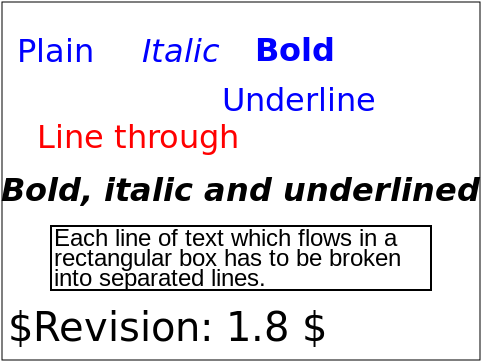 Plain Italic Bold
Underline
Line through
Bold, italic and underlined
Each line of text which flows in a
rectangular box has to be broken
into separated lines.
$Revision: 1.8 $